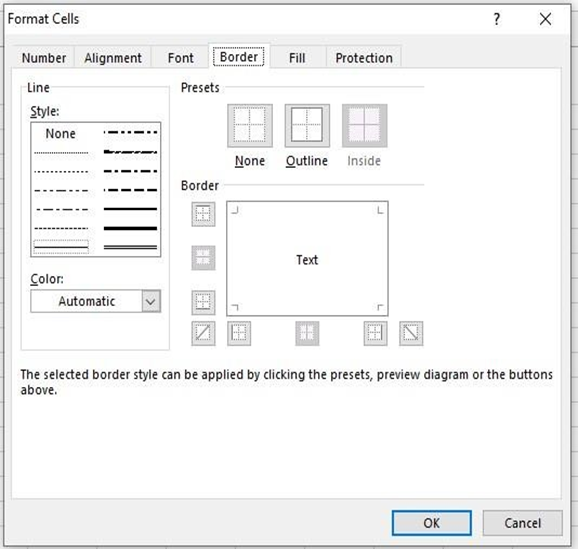 Format Cells
?
Number Alignment Font Border Fill Protection
Line
Style:
None
Color:
Automatic
Presets
None Outline Inside
Border
Text
The selected border style can be applied by clicking the presets, preview diagram or the buttons
above.
OK Cancel